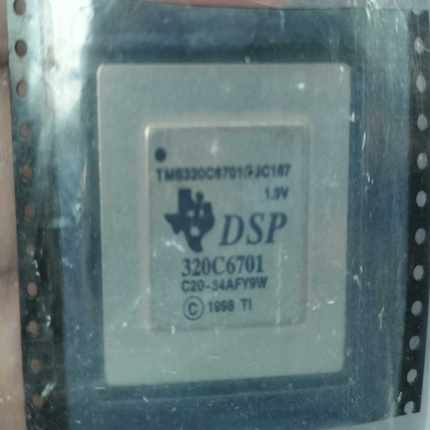 TMS320C6701GJC167
1.9V
DSP
320C6701
C20-34AFY9W
© 1998 TI